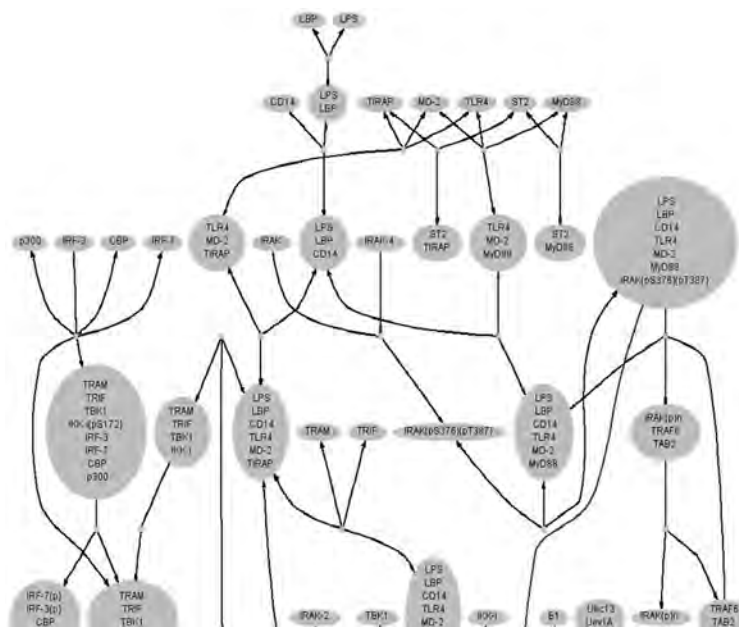 LBP
LPS
CD14
LPS
LBP
TIRAP
MD-2
TLR4
ST2
MyD88
LPS
LBP
CD14
TLR4
MD-2
MyD88
IRAK(pS376)(pT387)
p300
IRF-3
CBP
IRF-7
TLR4
MD-2
TIRAP
IRAK
LPS
LBP
CD14
IRAK-4
ST2
TIRAP
TLR4
MD-2
MyD88
ST2
MyD88
TRAM
TRIF
TBK1
IKK-i(pS172)
IRF-3
IRF-7
CBP
p300
TRAM
TRIF
TBK1
IKK-i
LPS
LBP
CD14
TLR4
MD-2
TIRAP
TRAM
TRIF
IRAK(pS376)(pT387)
LPS
LBP
CD14
TLR4
MD-2
MyD88
IRAK(p)n
TRAF6
TAB2
IRF-7(p)
IRF-3(p)
CBP
TRAM
TRIF
TBK1
IRAK-2
TBK1
LPS
LBP
CD14
TLR4
MD-2
IKK-i
E1
Ubc13
Uev1A
IRAK(p)n
TRAF6
TAB2